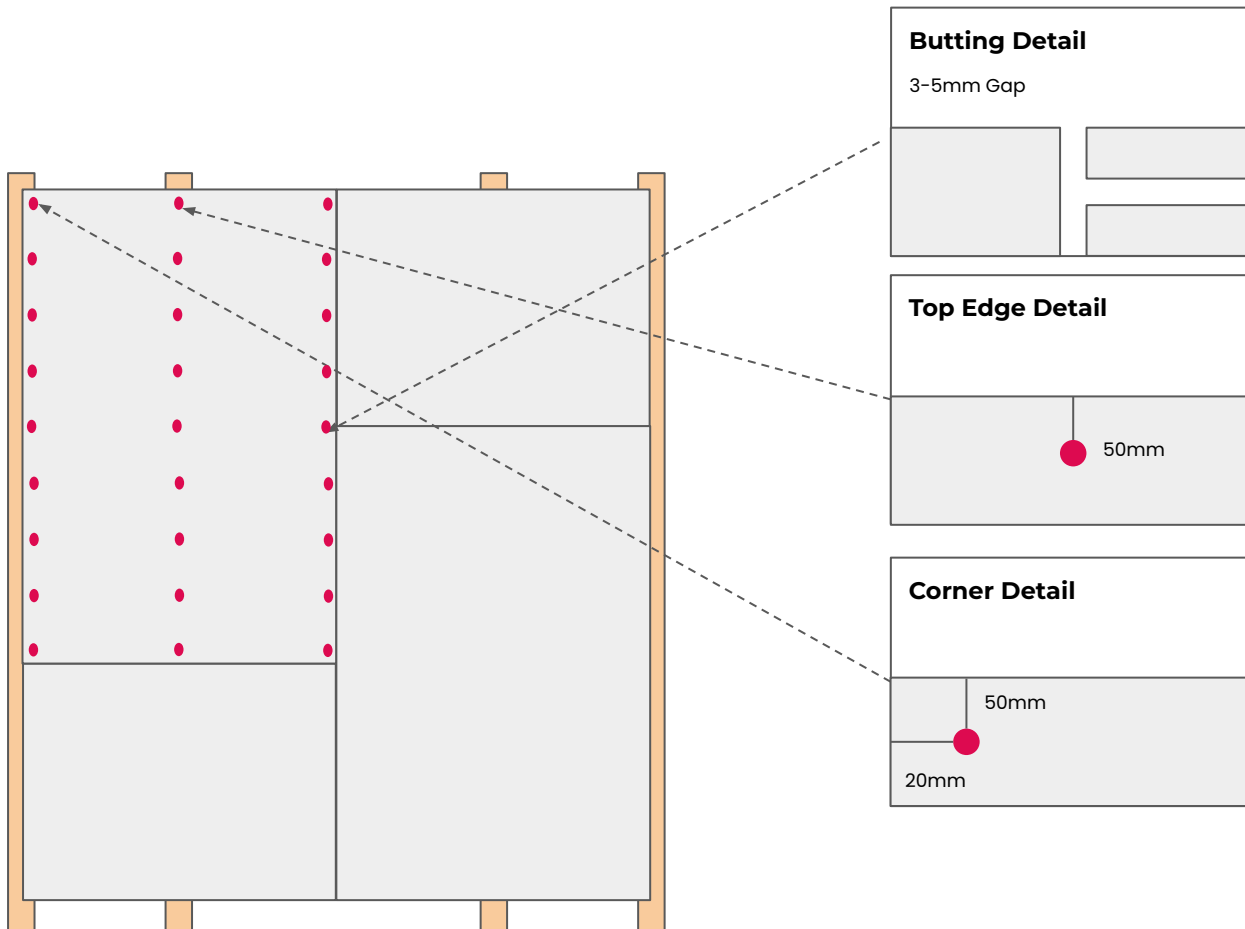 Butting Detail
3-5mm Gap
Top Edge Detail
50mm
Corner Detail
50mm
20mm